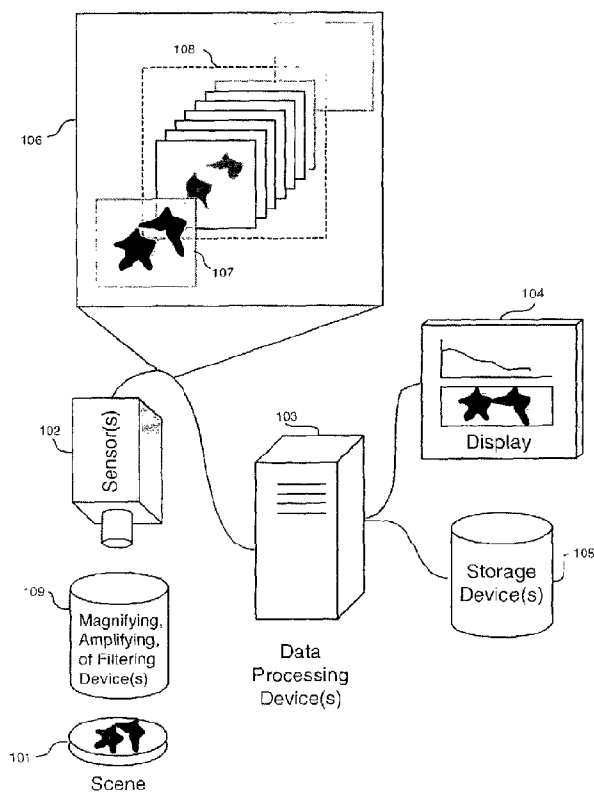 108
106
107
104
102
Sensor(s)
103
Display
109
Magnifying,
Amplifying,
of Filtering
Device(s)
Storage
Device(s)
105
Data
Processing
Device(s)
101
Scene